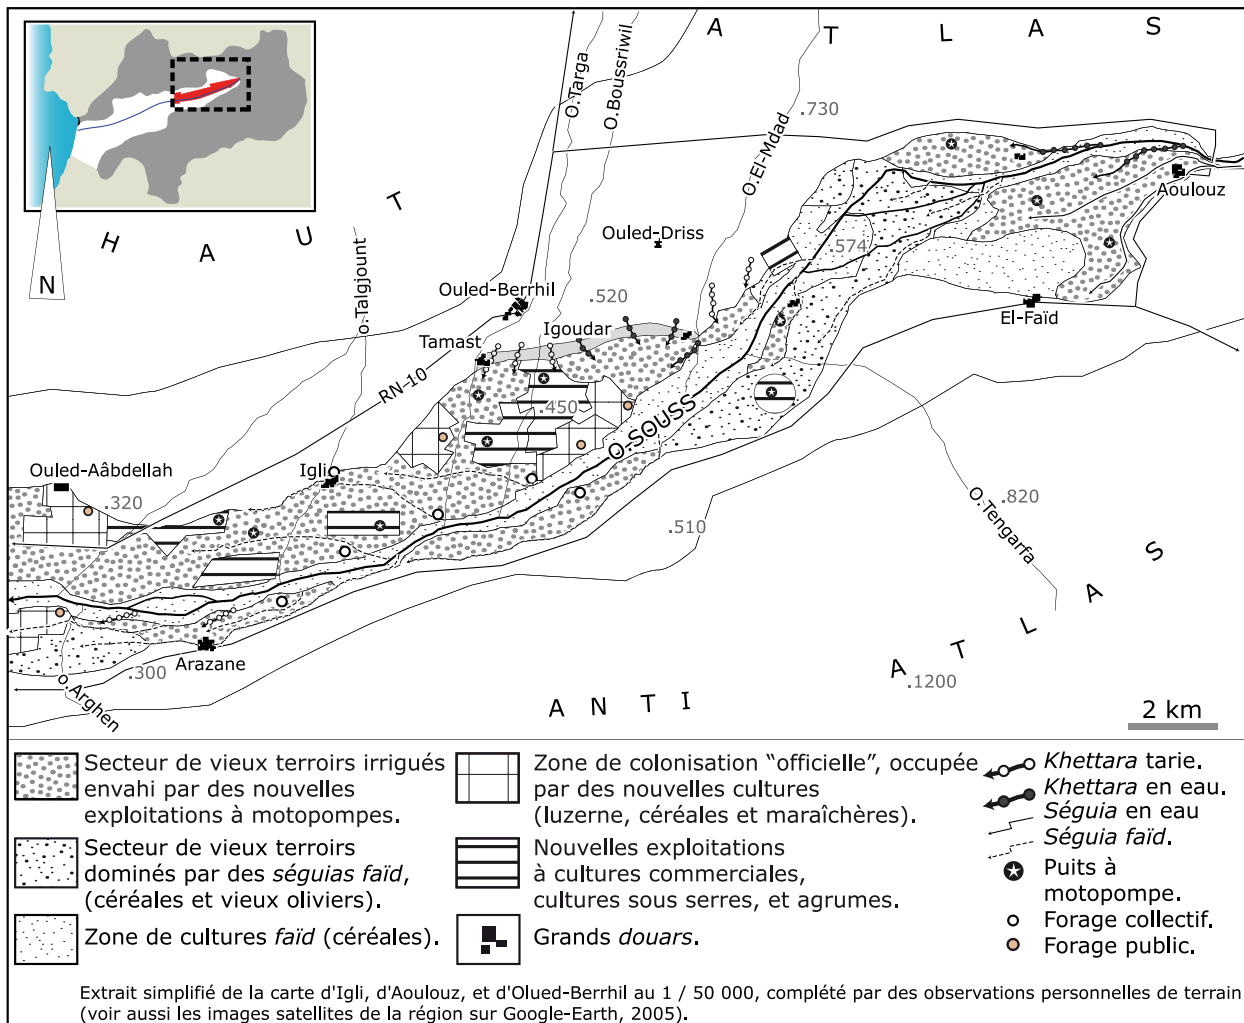 A T L A S
H A U T
O.Targa
O.Boussriwil
O.El-Mdad
.730
Aoulouz
Ouled-Driss
.574
o.Talgjount
Ouled-Berrhil
.520
El-Faïd
Tamast
Igoudar
RN-10
.450
O.SOUSS
Ouled-Aâbdellah
Igli
.320
.510
.820
O.Tengarfa
Arazane
.300
o.Arghen
.1200
A N T I
A T L A S
N
2 km
Secteur de vieux terroirs irrigués
envahi par des nouvelles
exploitations à motopompes.
Secteur de vieux terroirs
dominés par des séguias faïd,
(céréales et vieux oliviers).
Zone de cultures faïd (céréales).
Zone de colonisation “officielle”, occupée
par des nouvelles cultures
(luzerne, céréales et maraîchères).
Nouvelles exploitations
à cultures commerciales,
cultures sous serres, et agrumes.
Grands douars.
Khettara tarie.
Khettara en eau.
Séguia en eau
Séguia faïd.
Puits à
motopompe.
Forage collectif.
Forage public.
Extrait simplifié de la carte d'Igli, d'Aoulouz, et d'Olued-Berrhil au 1 / 50 000, complété par des observations personnelles de terrain
(voir aussi les images satellites de la région sur Google-Earth, 2005).